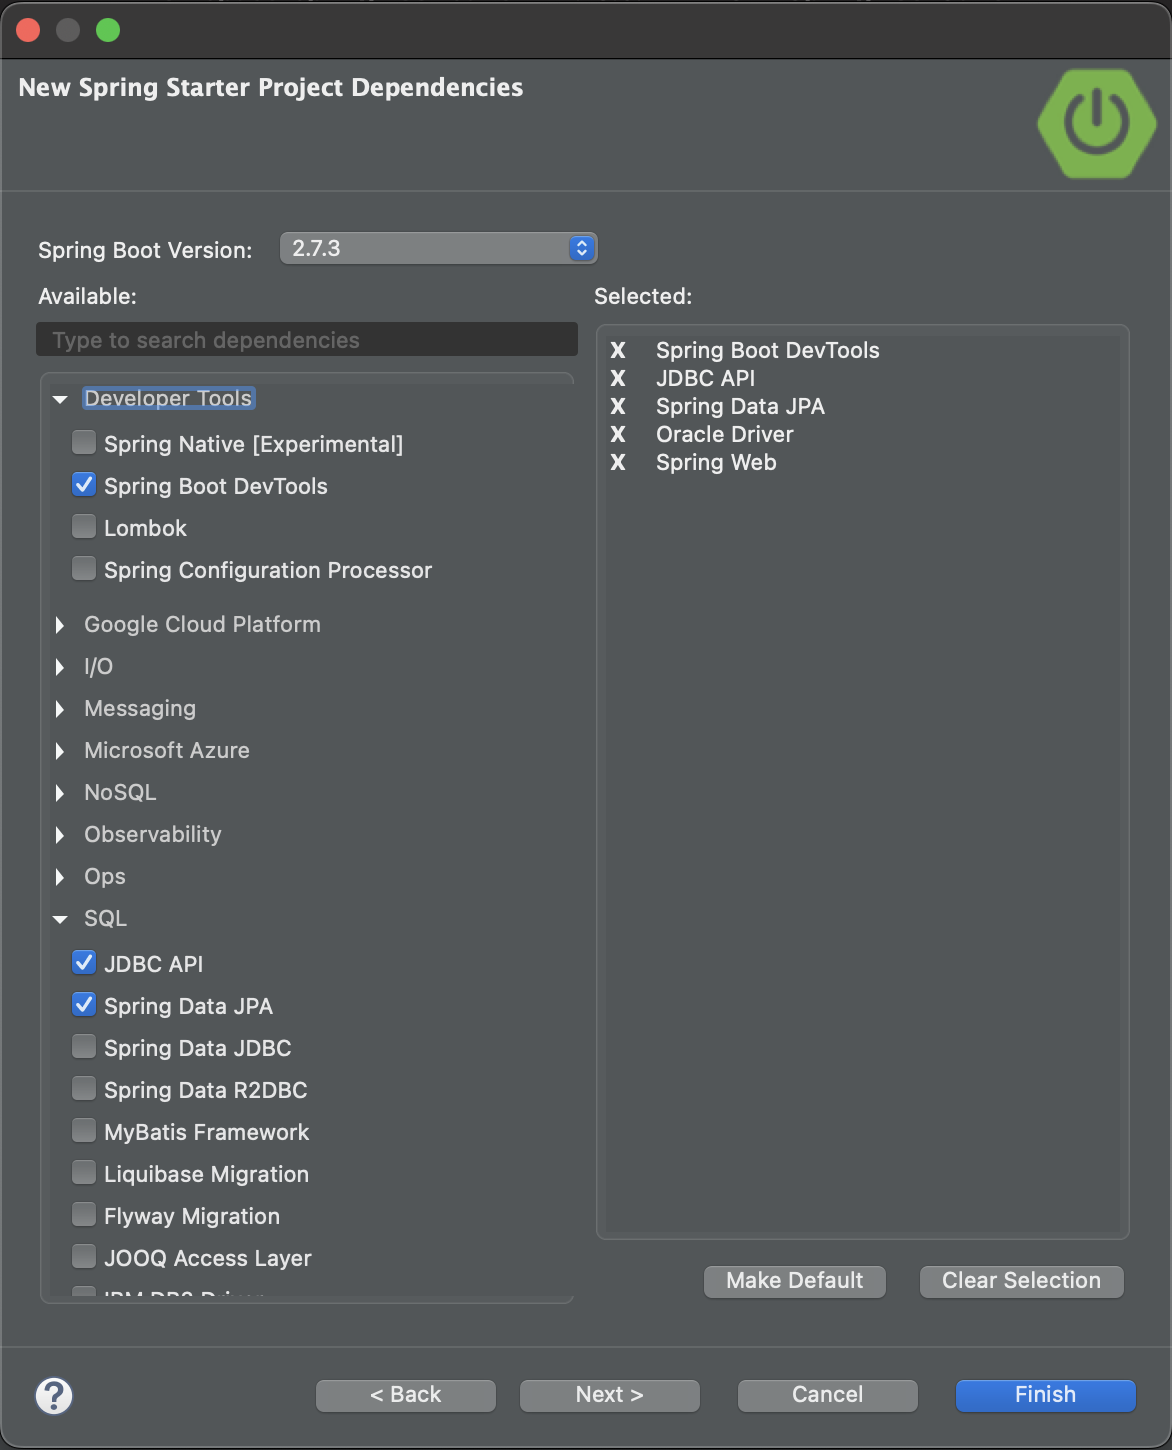 New Spring Starter Project Dependencies
Spring Boot Version: 2.7.3
Available:
Type to search dependencies
Developer Tools
Spring Native [Experimental]
Spring Boot DevTools
Lombok
Spring Configuration Processor
Google Cloud Platform
I/O
Messaging
Microsoft Azure
NoSQL
Observability
Ops
SQL
JDBC API
Spring Data JPA
Spring Data JDBC
Spring Data R2DBC
MyBatis Framework
Liquibase Migration
Flyway Migration
JOOQ Access Layer
IBM DB2 Driver
Selected:
X Spring Boot DevTools
X JDBC API
X Spring Data JPA
X Oracle Driver
X Spring Web
Make Default Clear Selection
? < Back Next > Cancel Finish